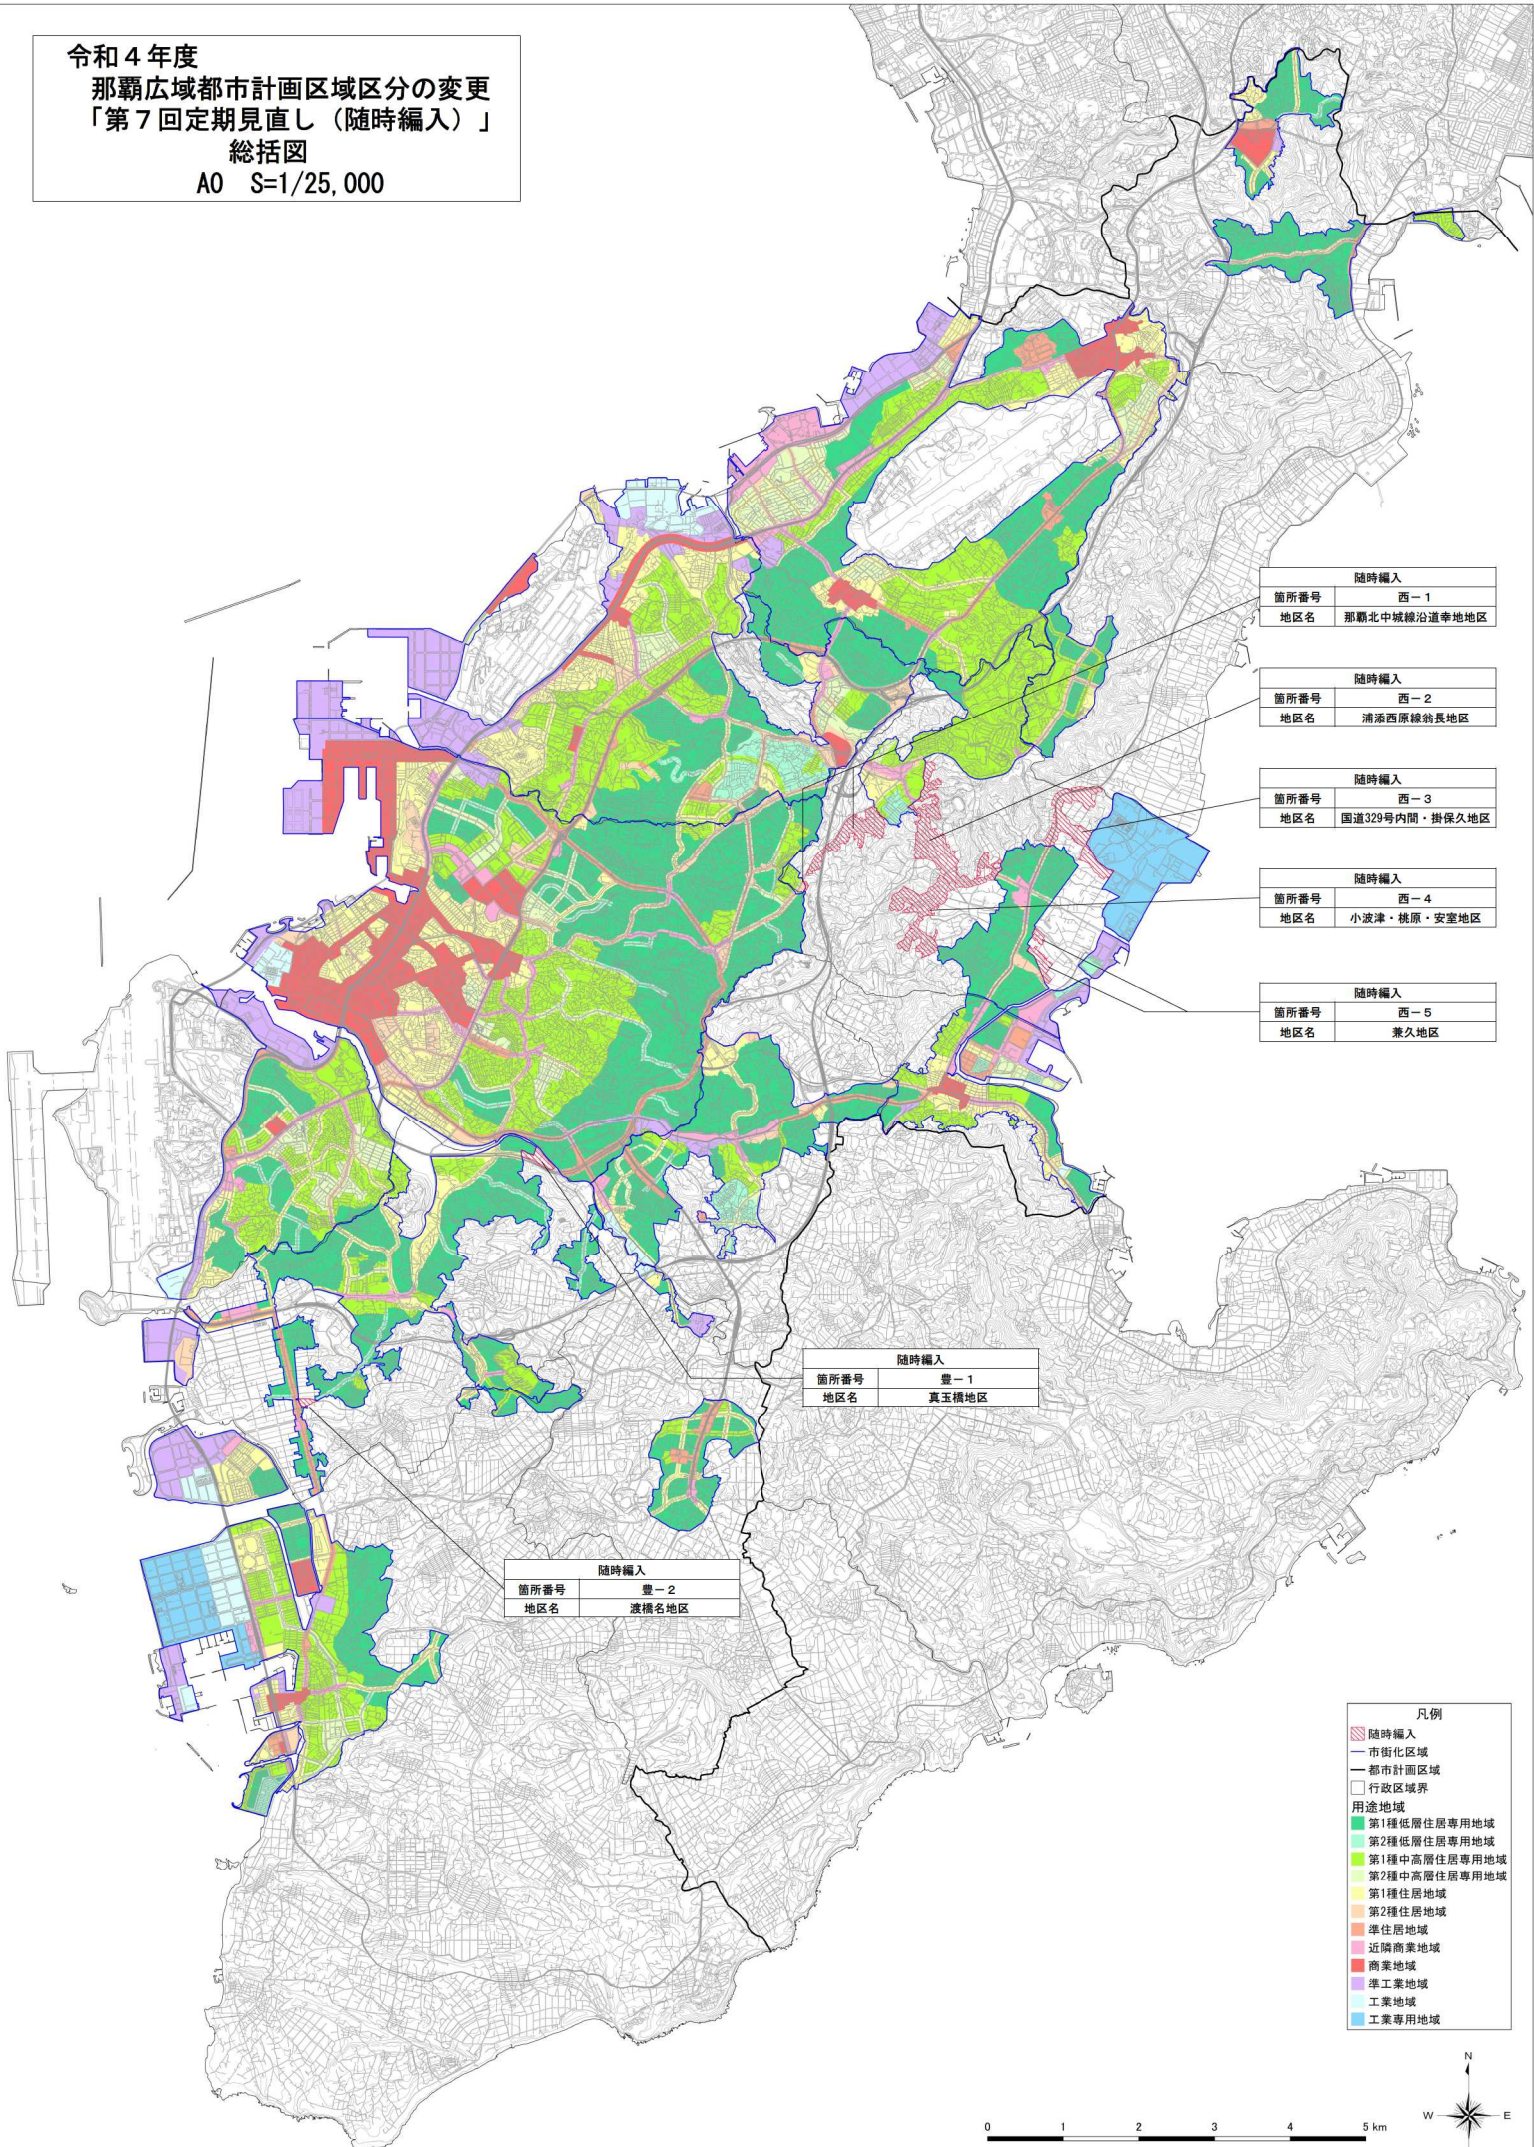 令和４年度
那覇広域都市計画区域区分の変更
「第７回定期見直し（随時編入）」
総括図
A0 S=1/25,000
随時編入
箇所番号 西－１
地区名 那覇北中城線沿道幸地地区
随時編入
箇所番号 西－２
地区名 浦添西原線翁長地区
随時編入
箇所番号 西－３
地区名 国道329号内間・掛保久地区
随時編入
箇所番号 西－４
地区名 小波津・桃原・安室地区
随時編入
箇所番号 西－５
地区名 兼久地区
随時編入
箇所番号 豊－１
地区名 真玉橋地区
随時編入
箇所番号 豊－２
地区名 渡橋名地区
凡例
随時編入
市街化区域
都市計画区域
行政区域界
用途地域
第1種低層住居専用地域
第2種低層住居専用地域
第1種中高層住居専用地域
第2種中高層住居専用地域
第1種住居地域
第2種住居地域
準住居地域
近隣商業地域
商業地域
準工業地域
工業地域
工業専用地域
N
W E
0 1 2 3 4 5 km